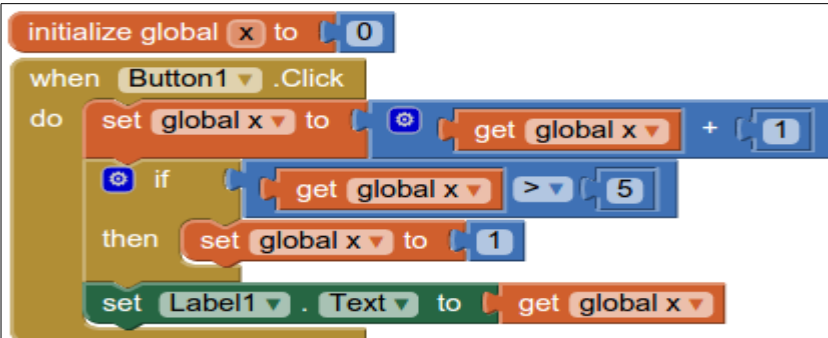 initialize global x to 0
when Button1 .Click
do set global x to get global x + 1
if get global x > 5
then set global x to 1
set Label1 . Text to get global x